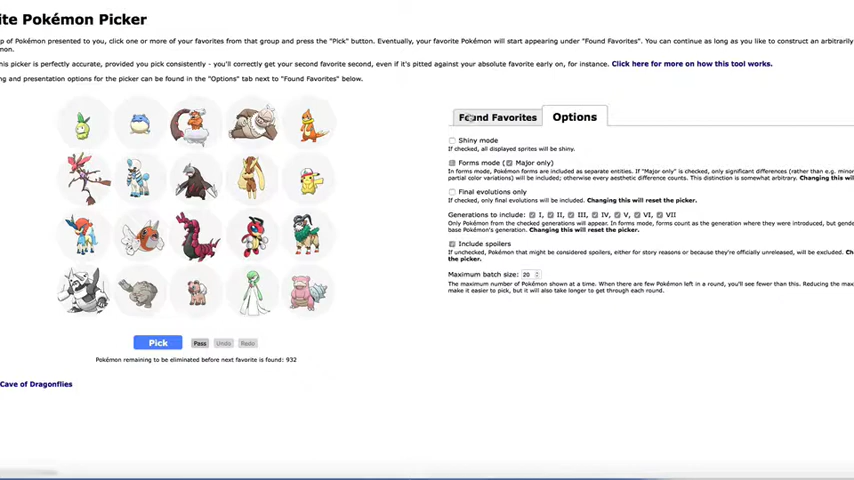 ite Pokémon Picker
p of Pokémon presented to you, click one or more of your favorites from that group and press the "Pick" button. Eventually, your favorite Pokémon will start appearing under "Found Favorites". You can continue as long as you like to construct an arbitrarily
mon.
his picker is perfectly accurate, provided you pick consistently - you'll correctly get your second favorite second, even if it's pitted against your absolute favorite early on, for instance. Click here for more on how this tool works.
ng and presentation options for the picker can be found in the "Options" tab next to "Found Favorites" below.
Found Favorites
Options
Shiny mode
If checked, all displayed sprites will be shiny.
Forms mode ( Major only)
In forms mode, Pokémon forms are included as separate entities. If "Major only" is checked, only significant differences (rather than e.g. minor
partial color variations) will be included; otherwise every aesthetic difference counts. This distinction is somewhat arbitrary. Changing this wil
Final evolutions only
If checked, only final evolutions will be included. Changing this will reset the picker.
Generations to include: I, II, III, IV, V, VI, VII
Only Pokémon from the checked generations will appear. In forms mode, forms count as the generation where they were introduced, but gende
base Pokémon's generation. Changing this will reset the picker.
Include spoilers
If unchecked, Pokémon that might be considered spoilers, either for story reasons or because they're officially unreleased, will be excluded. Ch
the picker.
Maximum batch size: 20
The maximum number of Pokémon shown at a time. When there are few Pokémon left in a round, you'll see fewer than this. Reducing the ma
make it easier to pick, but it will also take longer to get through each round.
Pick
Pass
Undo
Redo
Pokémon remaining to be eliminated before next favorite is found: 932
Cave of Dragonflies